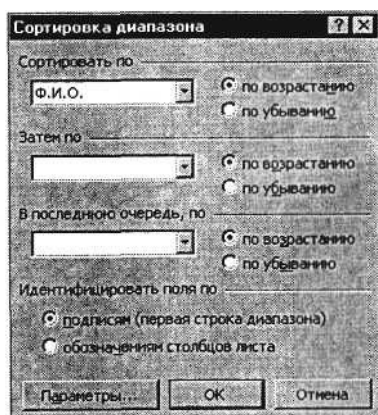 Сортировка диапазона
Сортировать по
Ф.И.О.
по возрастанию
по убыванию
Затем по
по возрастанию
по убыванию
В последнюю очередь, по
по возрастанию
по убыванию
Идентифицировать поля по
подписям (первая строка диапазона)
обозначениям столбцов листа
Параметры... ОК Отмена